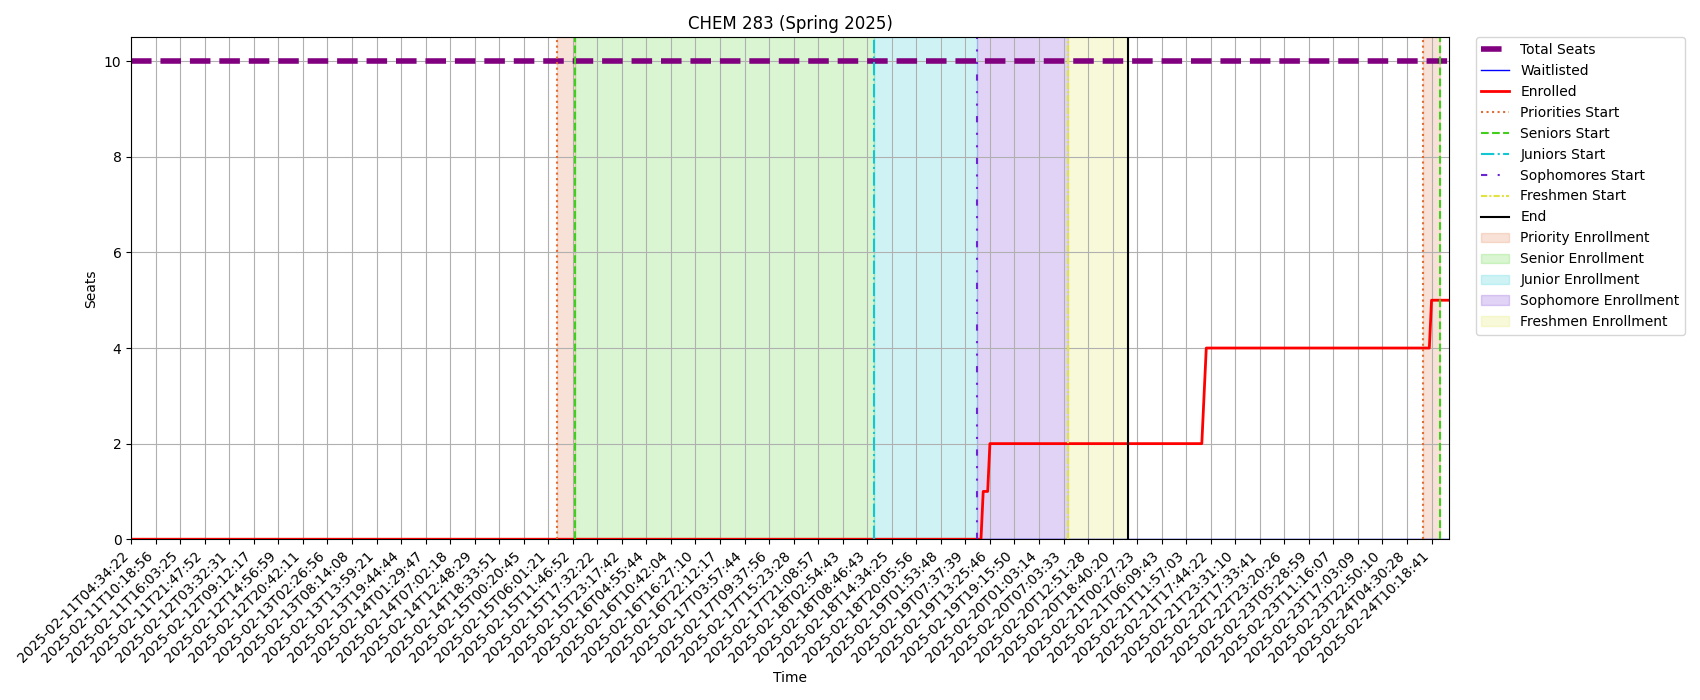 CHEM 283 (Spring 2025)
Seats
10
8
6
4
2
0
2025-02-11T04:34:22
2025-02-11T10:18:56
2025-02-11T16:03:25
2025-02-11T21:47:52
2025-02-12T03:32:31
2025-02-12T09:12:17
2025-02-12T14:56:59
2025-02-12T20:42:11
2025-02-13T02:26:56
2025-02-13T08:14:08
2025-02-13T13:59:21
2025-02-13T19:44:44
2025-02-14T01:29:47
2025-02-14T07:02:18
2025-02-14T12:48:29
2025-02-14T18:33:51
2025-02-15T00:20:45
2025-02-15T06:01:21
2025-02-15T11:46:52
2025-02-15T17:32:22
2025-02-15T23:17:42
2025-02-16T04:55:44
2025-02-16T10:42:04
2025-02-16T16:27:10
2025-02-16T22:12:17
2025-02-17T03:57:44
2025-02-17T09:37:56
2025-02-17T15:23:28
2025-02-17T21:08:57
2025-02-18T02:54:43
2025-02-18T08:46:43
2025-02-18T14:34:25
2025-02-18T20:05:56
2025-02-19T01:53:48
2025-02-19T07:37:39
2025-02-19T13:25:46
2025-02-19T19:15:50
2025-02-20T01:03:14
2025-02-20T07:03:33
2025-02-20T12:51:28
2025-02-20T18:40:20
2025-02-21T00:27:23
2025-02-21T06:09:43
2025-02-21T11:57:03
2025-02-21T17:44:22
2025-02-21T23:31:10
2025-02-22T17:33:41
2025-02-22T23:20:26
2025-02-23T05:28:59
2025-02-23T11:16:07
2025-02-23T17:03:09
2025-02-23T22:50:10
2025-02-24T04:30:28
2025-02-24T10:18:41
Time
Total Seats
Waitlisted
Enrolled
Priorities Start
Seniors Start
Juniors Start
Sophomores Start
Freshmen Start
End
Priority Enrollment
Senior Enrollment
Junior Enrollment
Sophomore Enrollment
Freshmen Enrollment